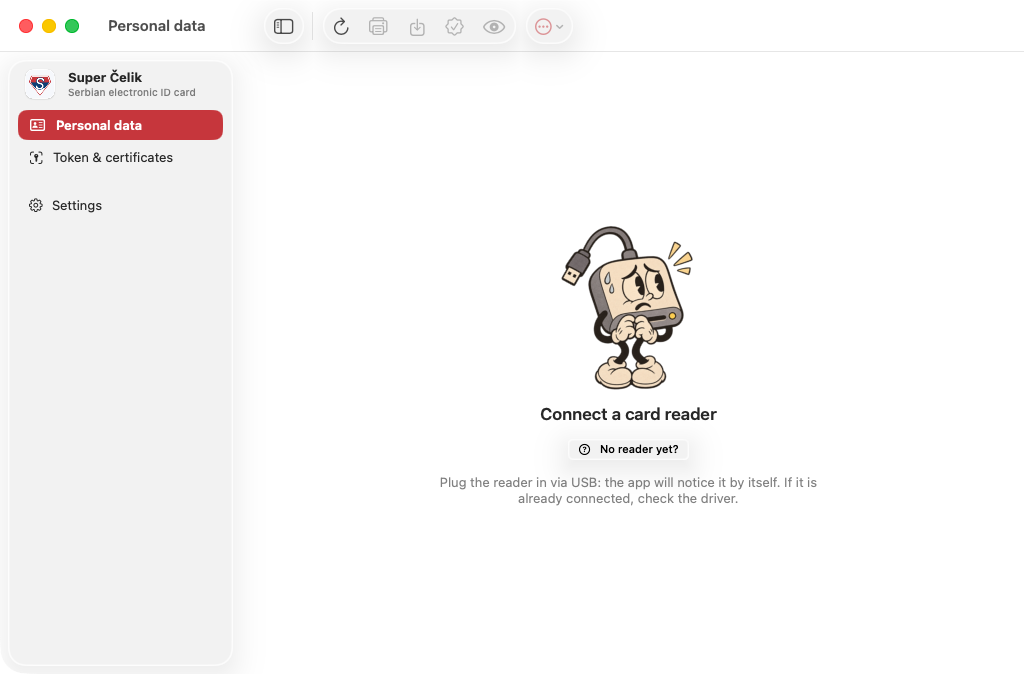 Personal data
Super Čelik
Serbian electronic ID card
Personal data
Token & certificates
Settings
Connect a card reader
No reader yet?
Plug the reader in via USB: the app will notice it by itself. If it is
already connected, check the driver.